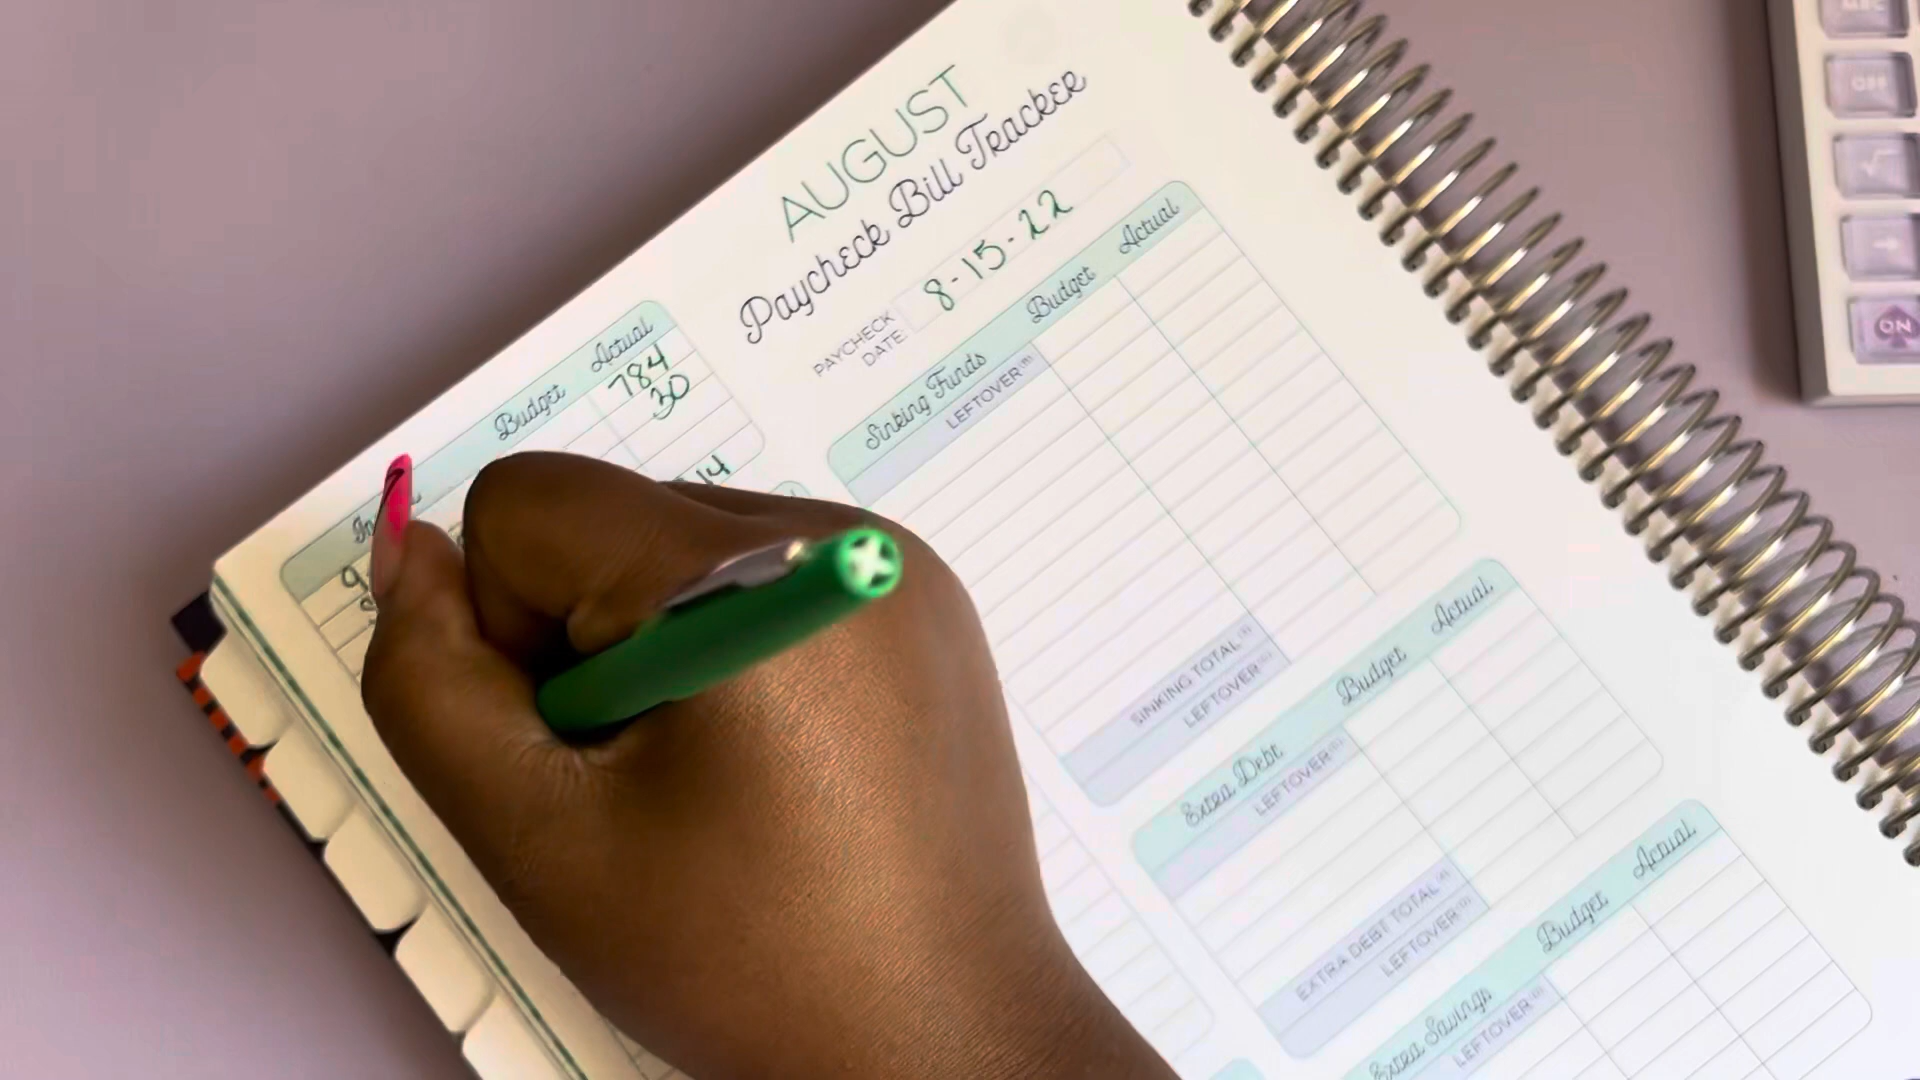 AUGUST
Paycheck Bill Tracker
PAYCHECK DATE: 8-15-22
Budget Actual
784
30
14
Sinking Funds Budget Actual
LEFTOVER
SINKING TOTAL
LEFTOVER
Extra Debt Budget Actual
LEFTOVER
EXTRA DEBT TOTAL
LEFTOVER
Extra Savings Budget Actual
LEFTOVER
OFF
√
→
ON